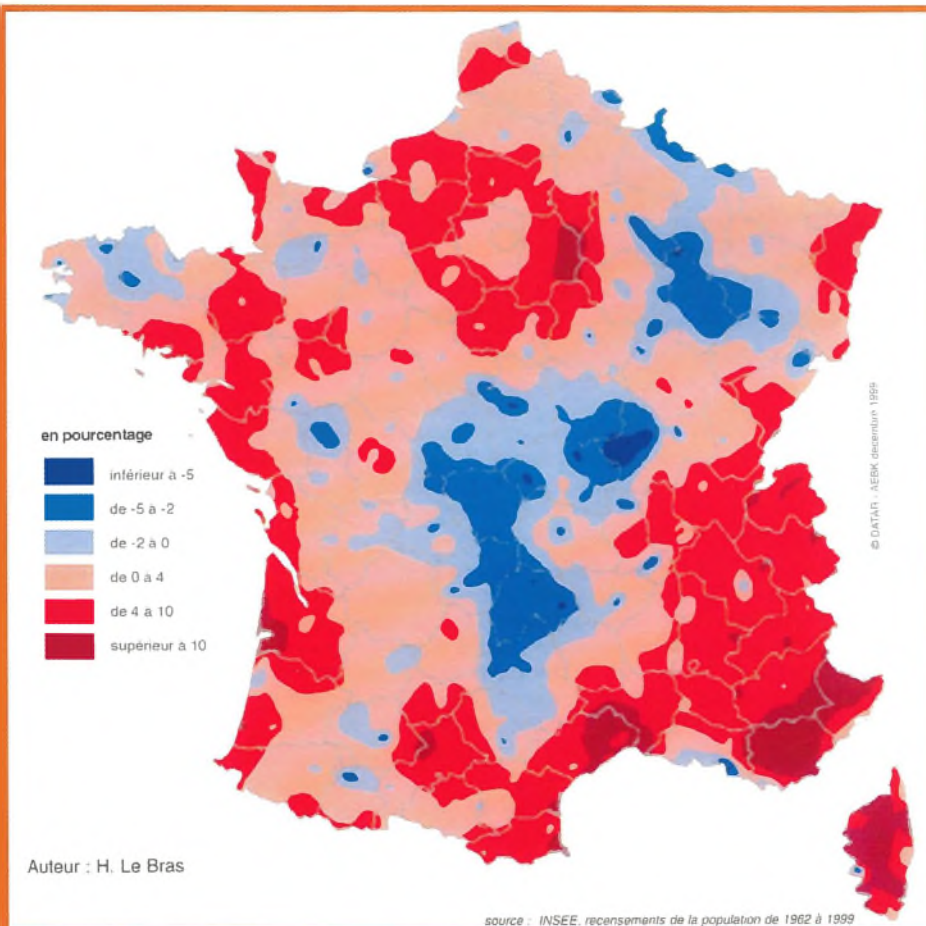 en pourcentage
inférieur à -5
de -5 à -2
de -2 à 0
de 0 à 4
de 4 à 10
supérieur à 10
© DATAR - AEBK decembre 1999
Auteur : H. Le Bras
source : INSEE, recensements de la population de 1962 à 1999